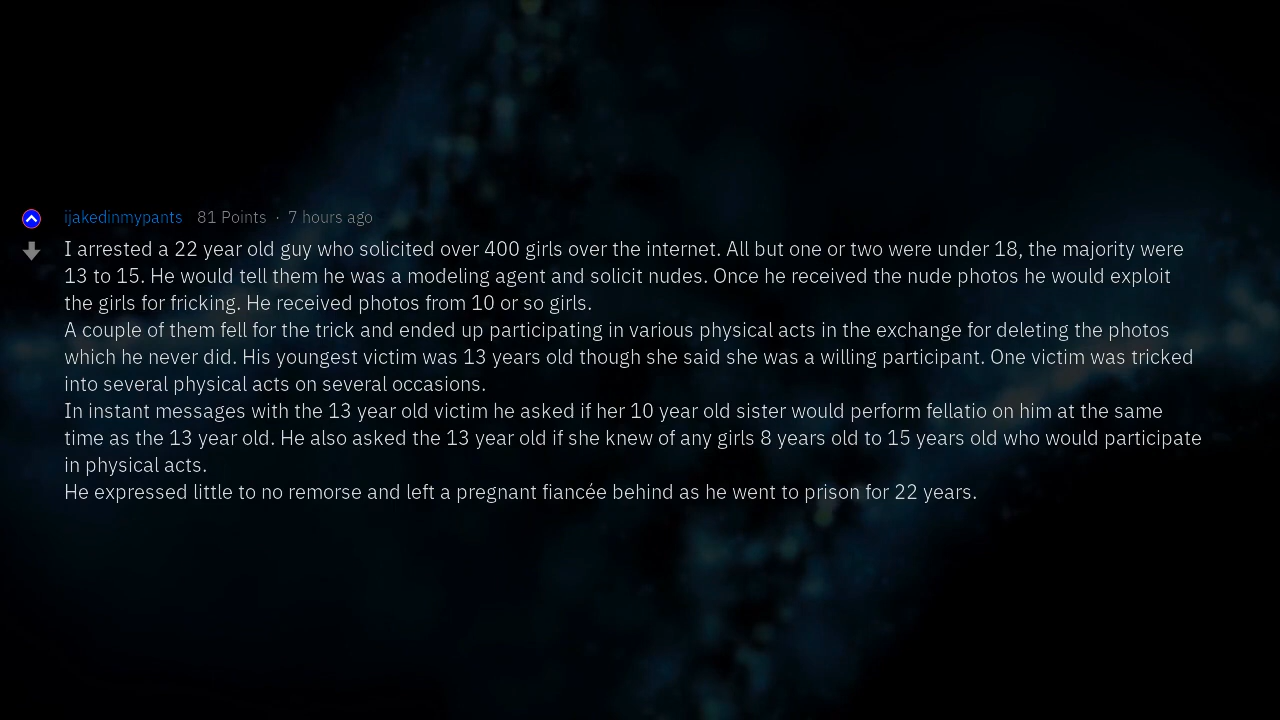 ijakedinmypants 81 Points · 7 hours ago
I arrested a 22 year old guy who solicited over 400 girls over the internet. All but one or two were under 18, the majority were
13 to 15. He would tell them he was a modeling agent and solicit nudes. Once he received the nude photos he would exploit
the girls for fricking. He received photos from 10 or so girls.
A couple of them fell for the trick and ended up participating in various physical acts in the exchange for deleting the photos
which he never did. His youngest victim was 13 years old though she said she was a willing participant. One victim was tricked
into several physical acts on several occasions.
In instant messages with the 13 year old victim he asked if her 10 year old sister would perform fellatio on him at the same
time as the 13 year old. He also asked the 13 year old if she knew of any girls 8 years old to 15 years old who would participate
in physical acts.
He expressed little to no remorse and left a pregnant fiancée behind as he went to prison for 22 years.